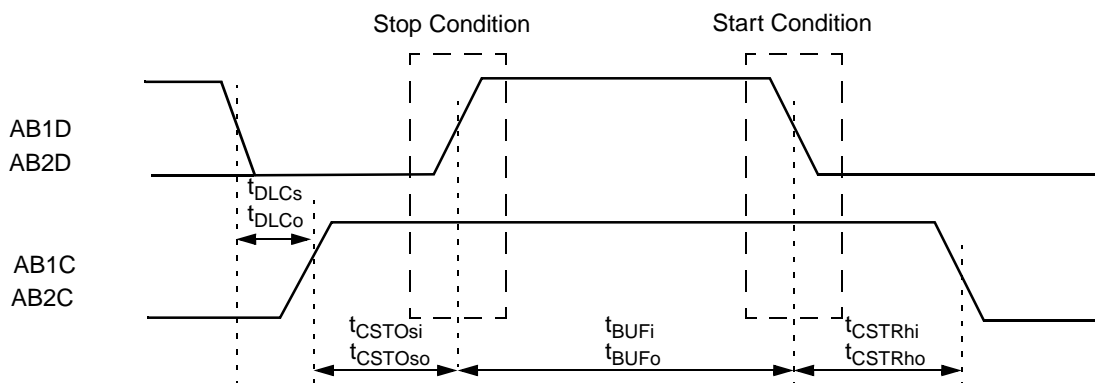 Stop Condition Start Condition
AB1D
AB2D
tDLCs
tDLCo
AB1C
AB2C
tCSTOsi tBUFi tCSTRhi
tCSTOso tBUFo tCSTRho